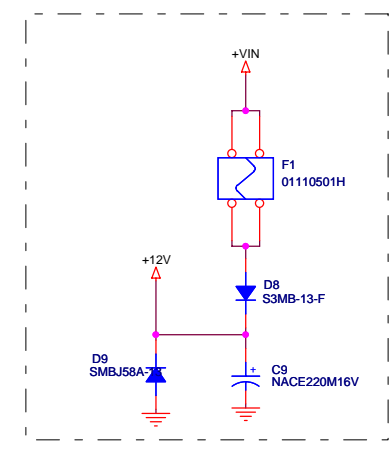 +VIN
F1
01110501H
+12V
D8
S3MB-13-F
D9
SMBJ58A-13
+ C9
NACE220M16V